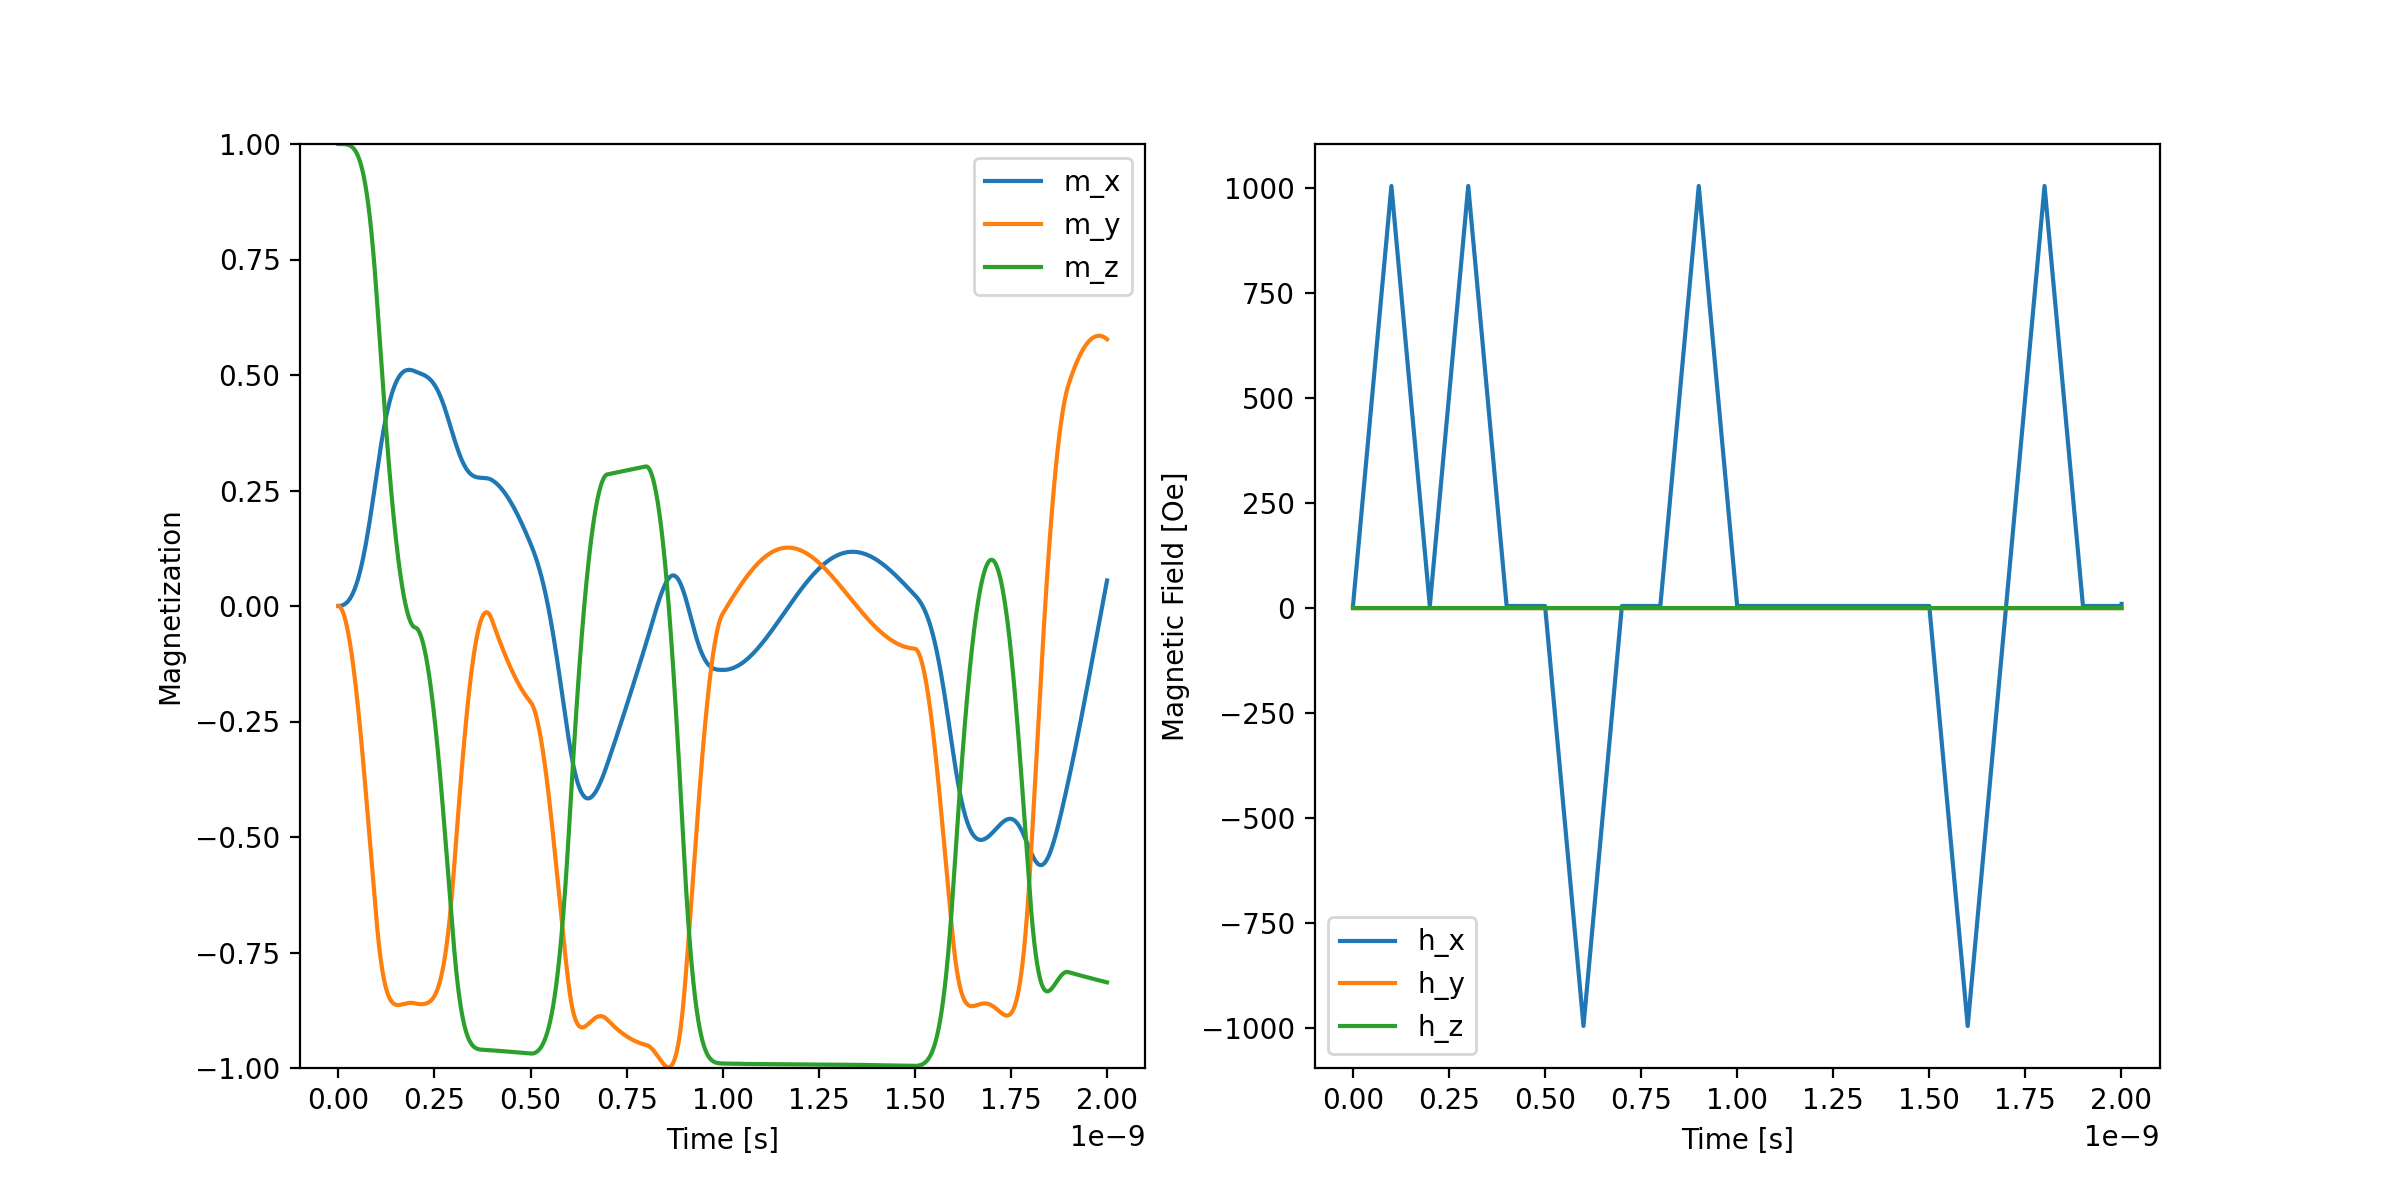 1.00
0.75
0.50
0.25
0.00
−0.25
−0.50
−0.75
−1.00
Magnetization
m_x
m_y
m_z
0.00 0.25 0.50 0.75 1.00 1.25 1.50 1.75 2.00
Time [s]
1e−9
1000
750
500
250
0
−250
−500
−750
−1000
Magnetic Field [Oe]
h_x
h_y
h_z
0.00 0.25 0.50 0.75 1.00 1.25 1.50 1.75 2.00
Time [s]
1e−9